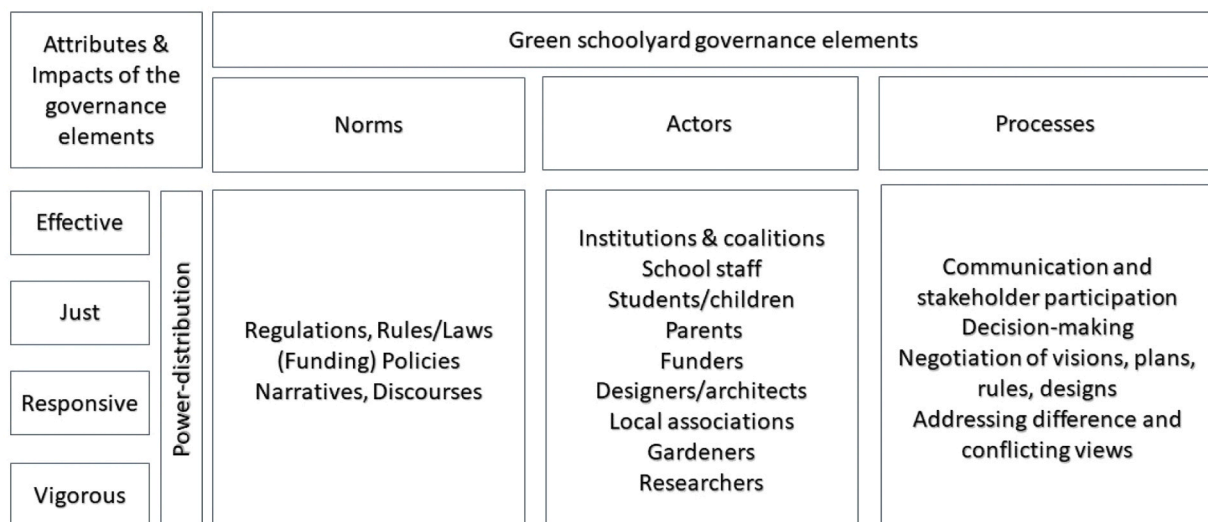 Attributes &
Impacts of the
governance
elements
Green schoolyard governance elements
Norms
Actors
Processes
Effective
Just
Responsive
Vigorous
Power-distribution
Regulations, Rules/Laws
(Funding) Policies
Narratives, Discourses
Institutions & coalitions
School staff
Students/children
Parents
Funders
Designers/architects
Local associations
Gardeners
Researchers
Communication and
stakeholder participation
Decision-making
Negotiation of visions, plans,
rules, designs
Addressing difference and
conflicting views